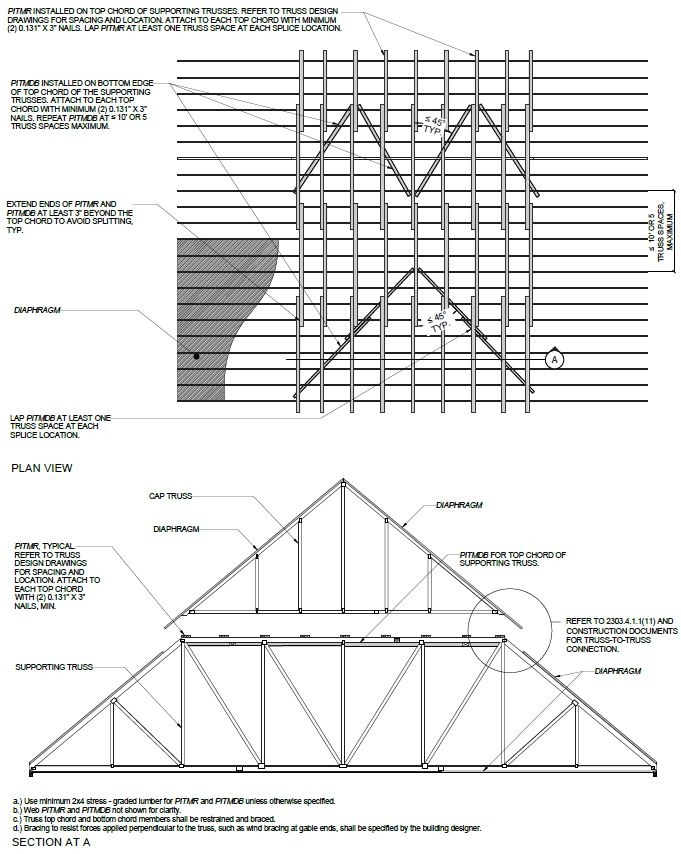 PITMR INSTALLED ON TOP CHORD OF SUPPORTING TRUSSES. REFER TO TRUSS DESIGN
DRAWINGS FOR SPACING AND LOCATION. ATTACH TO EACH TOP CHORD WITH MINIMUM
(2) 0.131" X 3" NAILS. LAP PITMR AT LEAST ONE TRUSS SPACE AT EACH SPLICE LOCATION.
PITMDB INSTALLED ON BOTTOM EDGE
OF TOP CHORD OF THE SUPPORTING
TRUSSES. ATTACH TO EACH TOP
CHORD WITH MINIMUM (2) 0.131" X 3"
NAILS. REPEAT PITMDB AT ≤ 10' OR 5
TRUSS SPACES MAXIMUM.
≤ 45°
TYP.
EXTEND ENDS OF PITMR AND
PITMDB AT LEAST 3" BEYOND THE
TOP CHORD TO AVOID SPLITTING,
TYP.
≤ 10' OR 5
TRUSS SPACES,
MAXIMUM
DIAPHRAGM
≤ 45°
TYP.
A
LAP PITMDB AT LEAST ONE
TRUSS SPACE AT EACH
SPLICE LOCATION.
PLAN VIEW
CAP TRUSS
DIAPHRAGM
DIAPHRAGM
PITMR, TYPICAL
REFER TO TRUSS
DESIGN DRAWINGS
FOR SPACING AND
LOCATION. ATTACH TO
EACH TOP CHORD
WITH (2) 0.131" X 3"
NAILS, MIN.
PITMDB FOR TOP CHORD OF
SUPPORTING TRUSS.
REFER TO 2303.4.1.1(11) AND
CONSTRUCTION DOCUMENTS
FOR TRUSS-TO-TRUSS
CONNECTION.
SUPPORTING TRUSS
DIAPHRAGM
a.) Use minimum 2x4 stress - graded lumber for PITMR and PITMDB unless otherwise specified.
b.) Web PITMR and PITMDB not shown for clarity.
c.) Truss top chord and bottom chord members shall be restrained and braced.
d.) Bracing to resist forces applied perpendicular to the truss, such as wind bracing at gable ends, shall be specified by the building designer.
SECTION AT A